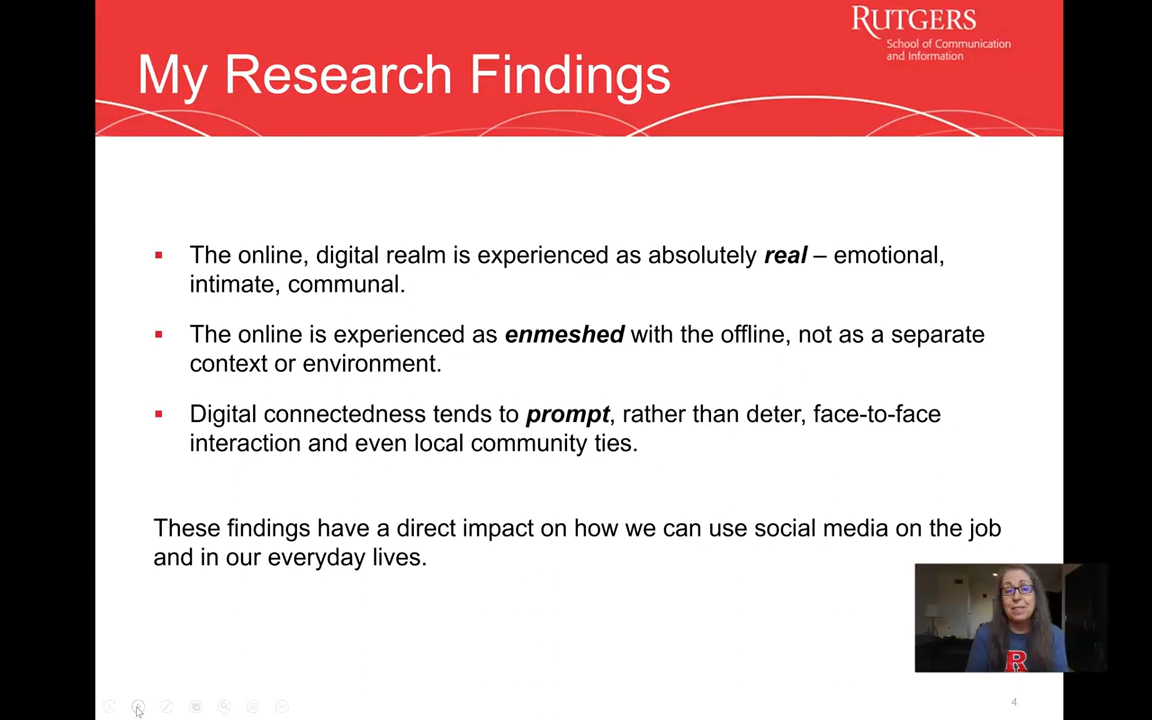 RUTGERS
School of Communication
and Information
My Research Findings
▪ The online, digital realm is experienced as absolutely real – emotional,
intimate, communal.
▪ The online is experienced as enmeshed with the offline, not as a separate
context or environment.
▪ Digital connectedness tends to prompt, rather than deter, face-to-face
interaction and even local community ties.
These findings have a direct impact on how we can use social media on the job
and in our everyday lives.
R
4